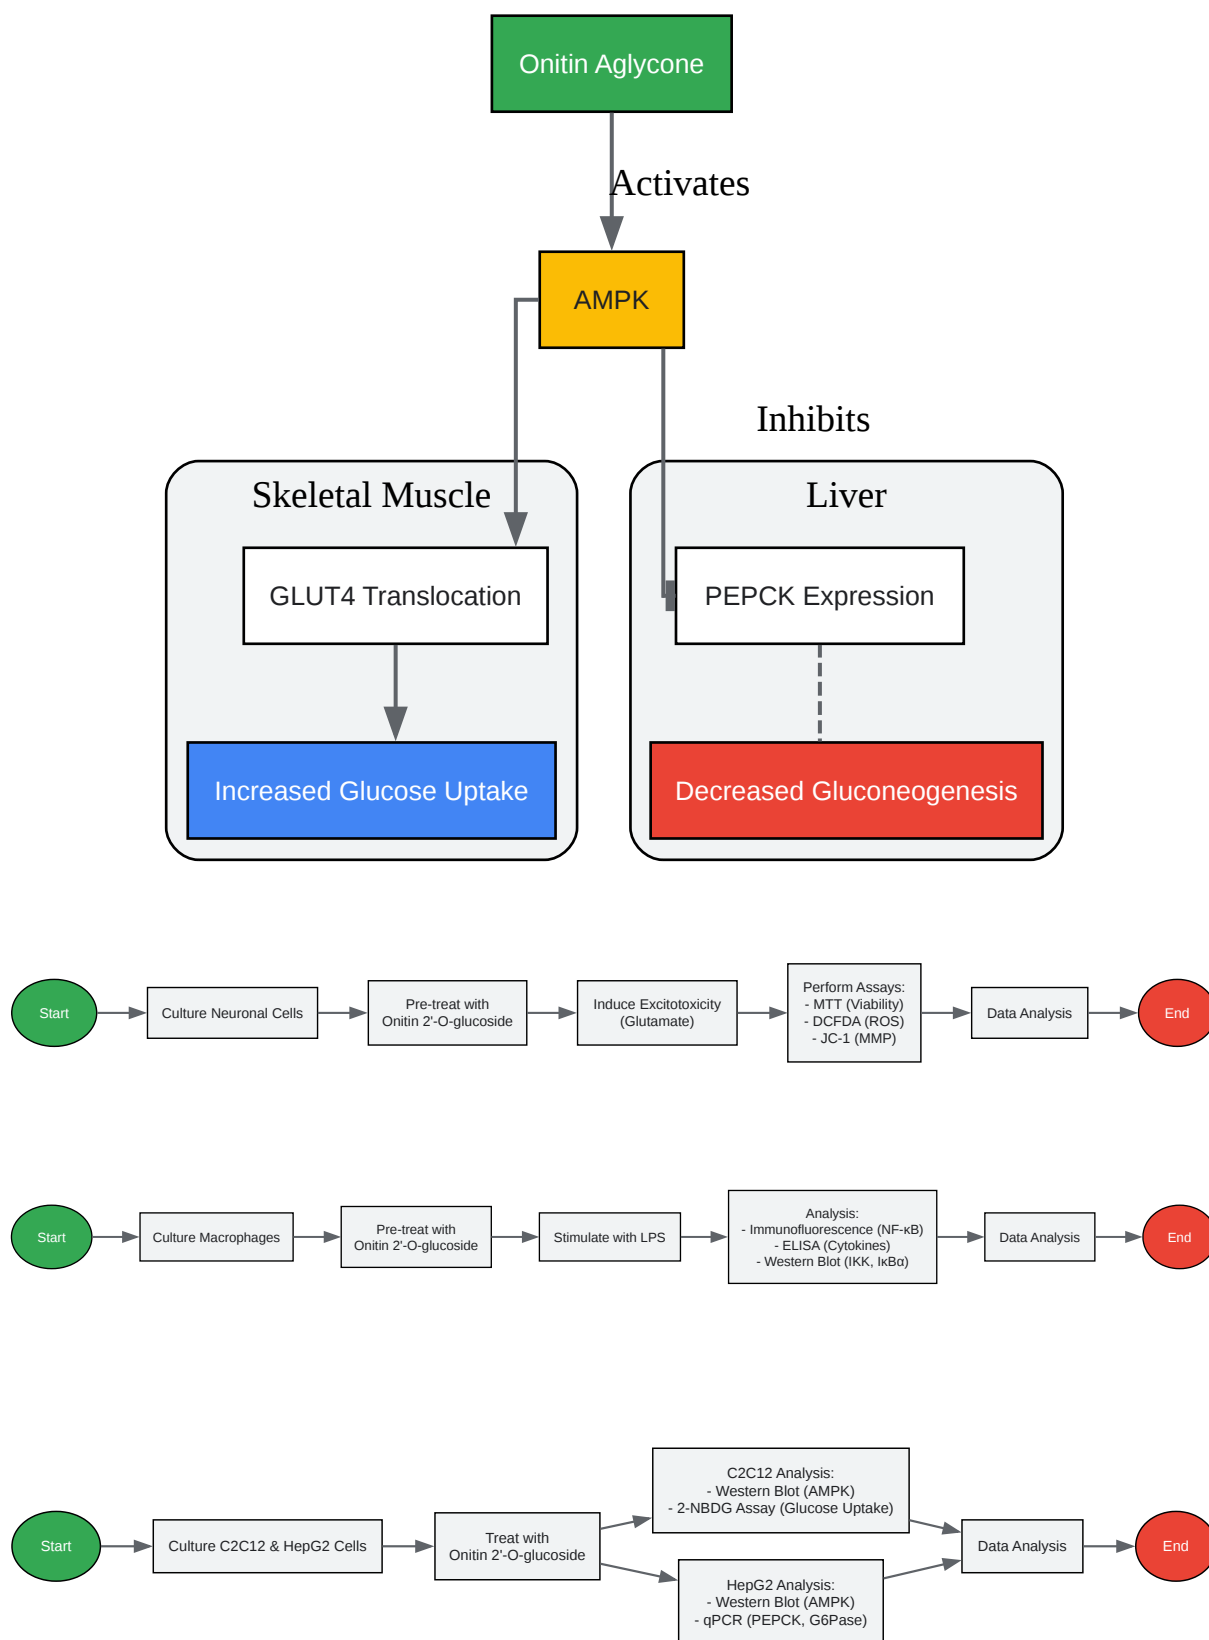 Onitin Aglycone
Activates
AMPK
Inhibits
Skeletal Muscle
Liver
GLUT4 Translocation
PEPCK Expression
Increased Glucose Uptake
Decreased Gluconeogenesis
Start
Culture Neuronal Cells
Pre-treat with
Onitin 2'-O-glucoside
Induce Excitotoxicity
(Glutamate)
Perform Assays:
- MTT (Viability)
- DCFDA (ROS)
- JC-1 (MMP)
Data Analysis
End
Start
Culture Macrophages
Pre-treat with
Onitin 2'-O-glucoside
Stimulate with LPS
Analysis:
- Immunofluorescence (NF-κB)
- ELISA (Cytokines)
- Western Blot (IKK, IκBα)
Data Analysis
End
Start
Culture C2C12 & HepG2 Cells
Treat with
Onitin 2'-O-glucoside
C2C12 Analysis:
- Western Blot (AMPK)
- 2-NBDG Assay (Glucose Uptake)
HepG2 Analysis:
- Western Blot (AMPK)
- qPCR (PEPCK, G6Pase)
Data Analysis
End